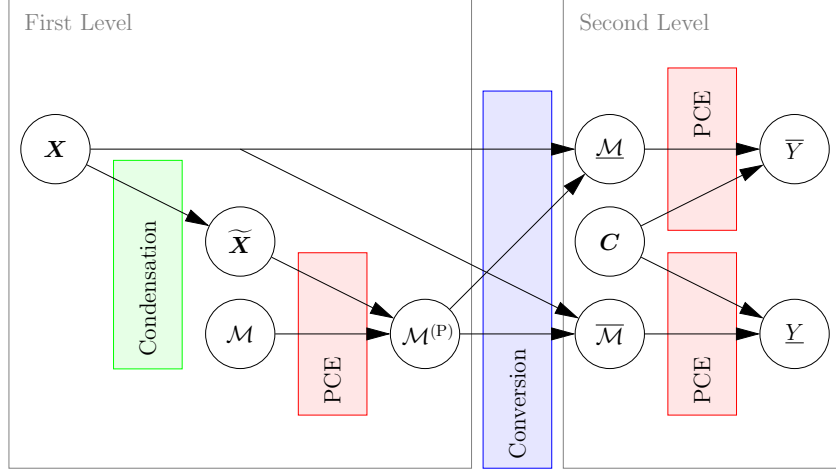 First Level
Second Level
PCE
X
M
Y̅
Condensation
X̃
C
M
PCE
M^(P)
Conversion
M̅
PCE
Y